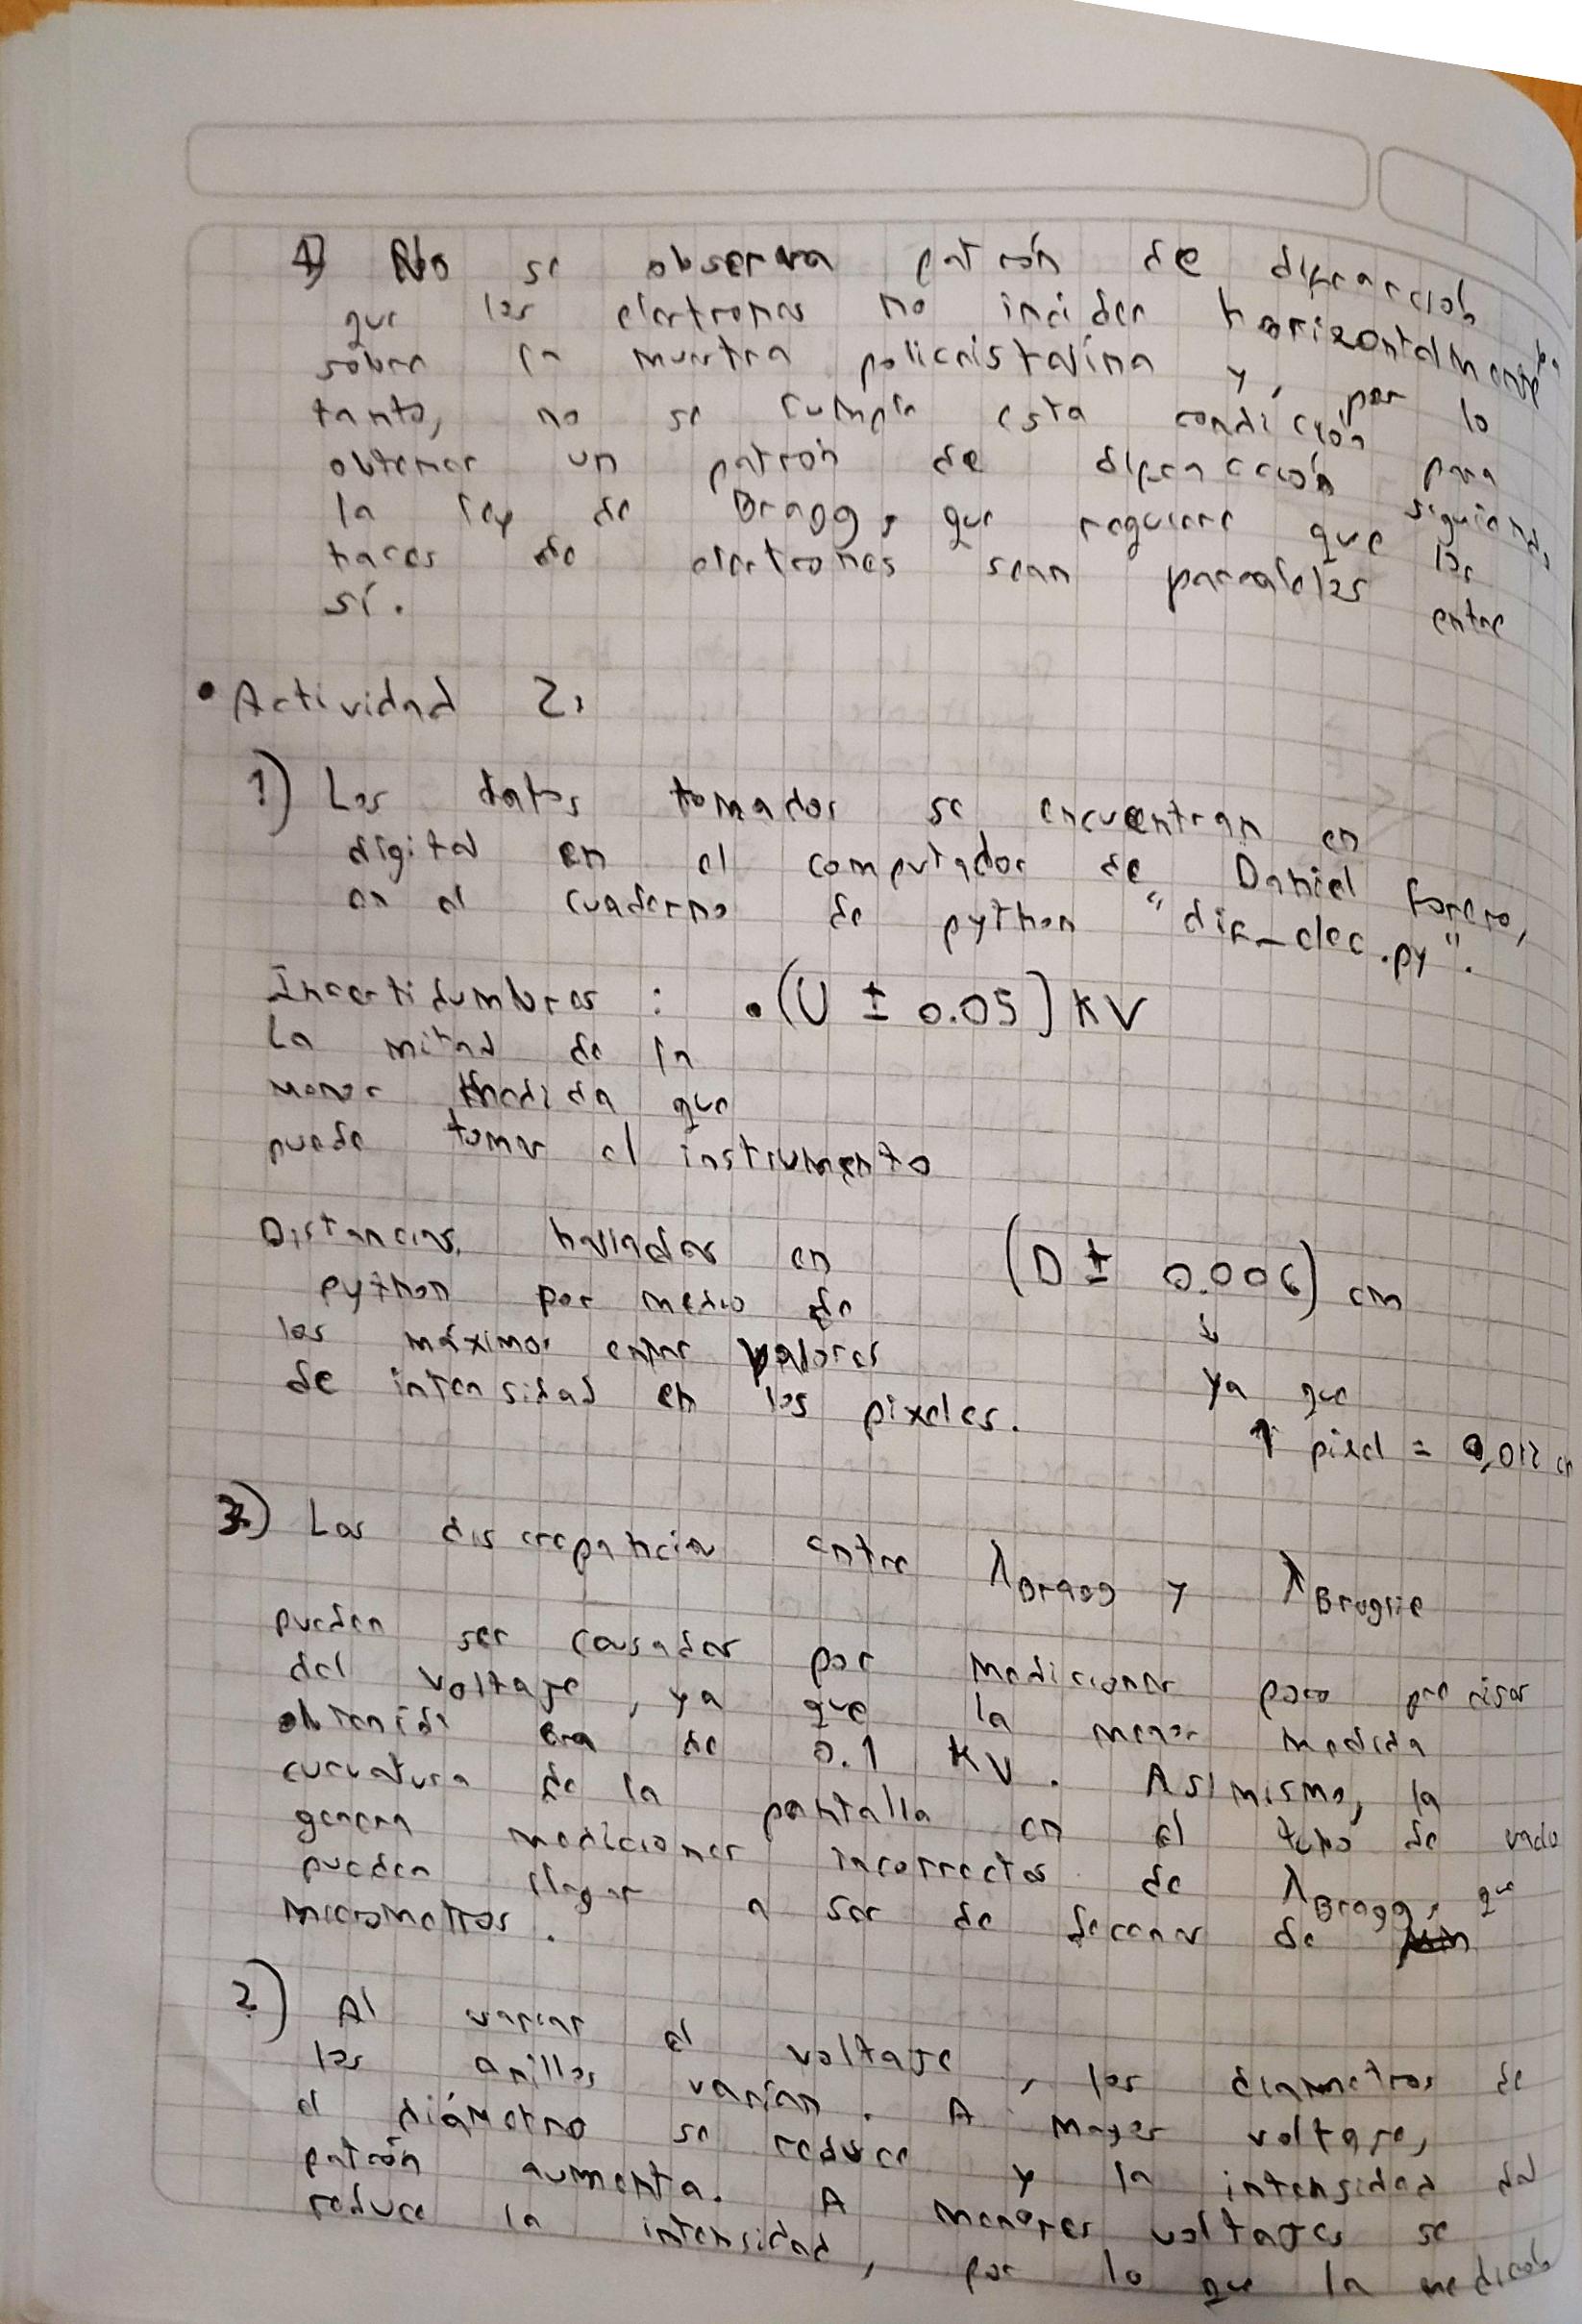 4) No se observa patrón de difracción ya
que los electrones no inciden horizontalmente
sobre la muestra policristalina y, por lo
tanto, no se cumple esta condición para
obtener un patrón de difracción siguiendo
la ley de Bragg, que requiere que los
haces de electrones sean paralelos entre
sí.
• Actividad 2.
1) Los datos tomados se encuentran en
digital en el computador de Daniel Forero,
en el cuaderno de python "dif_elec.py".
Incertidumbres : • (U ± 0.05) KV
La mitad de la
menor medida que
puede tomar el instrumento
Distancias halladas en (D ± 0.006) cm
python por medio de ↓
los máximos entre valores ya que
de intensidad en los pixeles. 1 pixel = 0,012 cm
3.) Las discrepancias entre λBragg y λBroglie
pueden ser causadas por mediciones poco precisas
del voltaje, ya que la menor medida
obtenida era de 0.1 KV. Asimismo, la
curvatura de la pantalla en el tubo de vacío
genera mediciones incorrectas de λBragg, que
pueden llegar a ser de decenas de
micrometros.
2) Al variar el voltaje, los diametros de
los anillos varían. A mayor voltaje,
el diámetro se reduce y la intensidad del
patrón aumenta. A menores voltajes se
reduce la intensidad, por lo que la medición